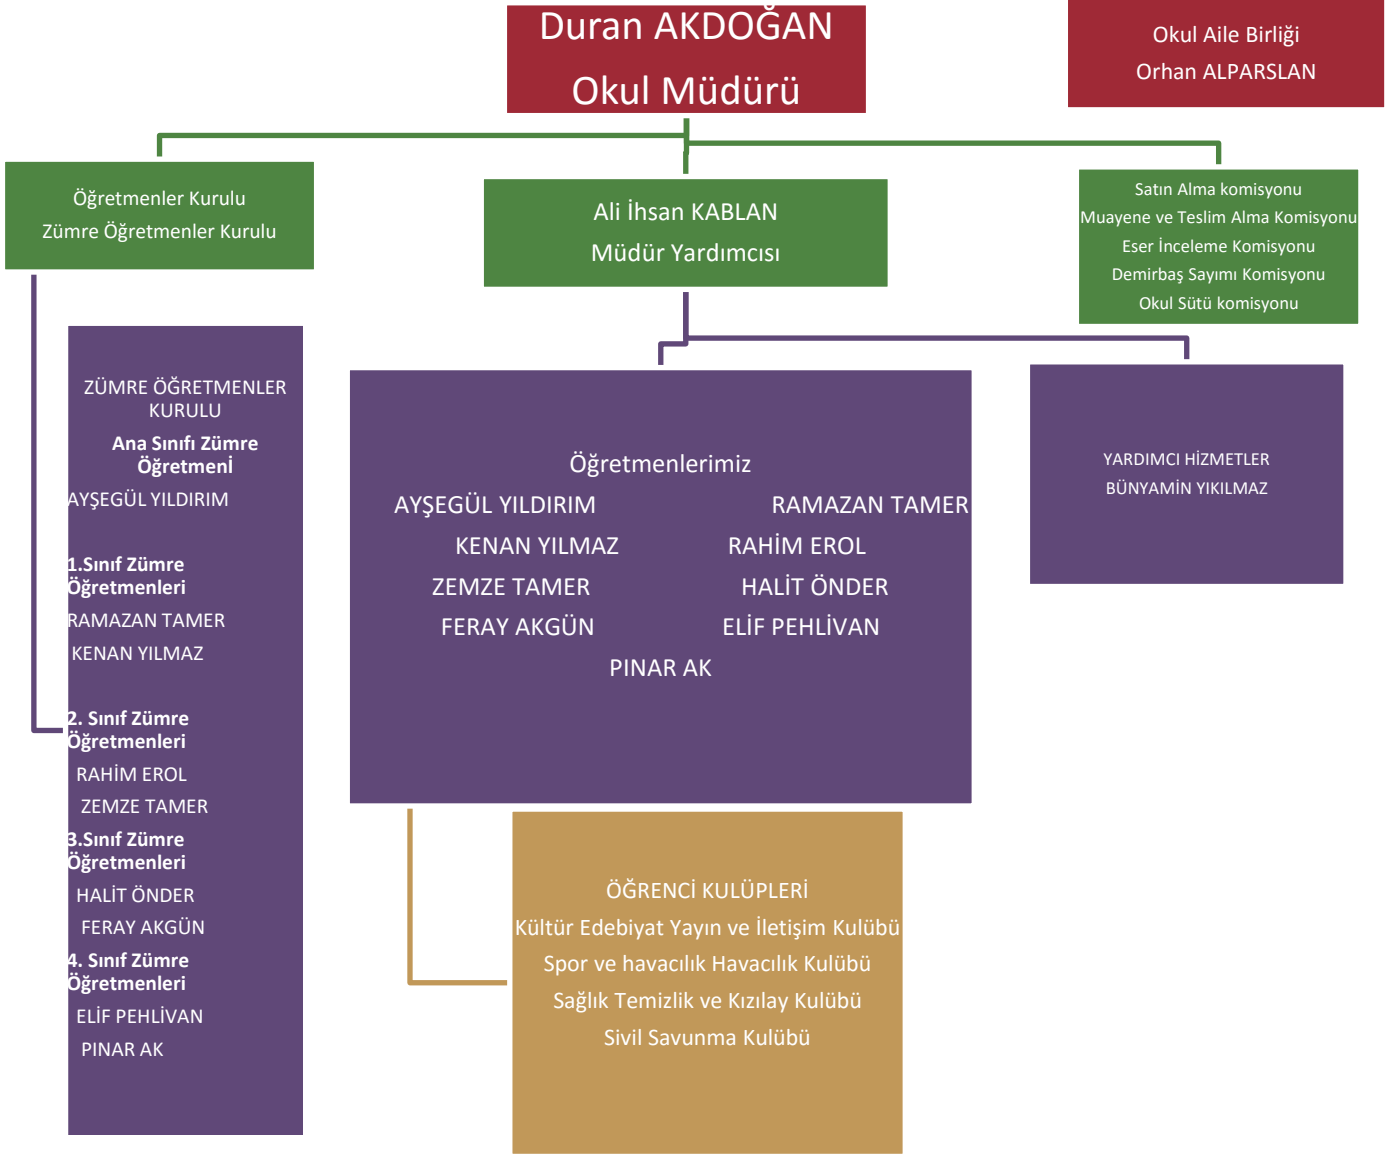 Duran AKDOĞAN
Okul Müdürü
Okul Aile Birliği
Orhan ALPARSLAN
Öğretmenler Kurulu
Zümre Öğretmenler Kurulu
Ali İhsan KABLAN
Müdür Yardımcısı
Satın Alma komisyonu
Muayene ve Teslim Alma Komisyonu
Eser İnceleme Komisyonu
Demirbaş Sayımı Komisyonu
Okul Sütü komisyonu
ZÜMRE ÖĞRETMENLER
KURULU
Ana Sınıfı Zümre
Öğretmenİ
AYŞEGÜL YILDIRIM
1.Sınıf Zümre
Öğretmenleri
RAMAZAN TAMER
KENAN YILMAZ
2. Sınıf Zümre
Öğretmenleri
RAHİM EROL
ZEMZE TAMER
3.Sınıf Zümre
Öğretmenleri
HALİT ÖNDER
FERAY AKGÜN
4. Sınıf Zümre
Öğretmenleri
ELİF PEHLİVAN
PINAR AK
Öğretmenlerimiz
AYŞEGÜL YILDIRIM RAMAZAN TAMER
KENAN YILMAZ RAHİM EROL
ZEMZE TAMER HALİT ÖNDER
FERAY AKGÜN ELİF PEHLİVAN
PINAR AK
YARDIMCI HİZMETLER
BÜNYAMİN YIKILMAZ
ÖĞRENCİ KULÜPLERİ
Kültür Edebiyat Yayın ve İletişim Kulübü
Spor ve havacılık Havacılık Kulübü
Sağlık Temizlik ve Kızılay Kulübü
Sivil Savunma Kulübü